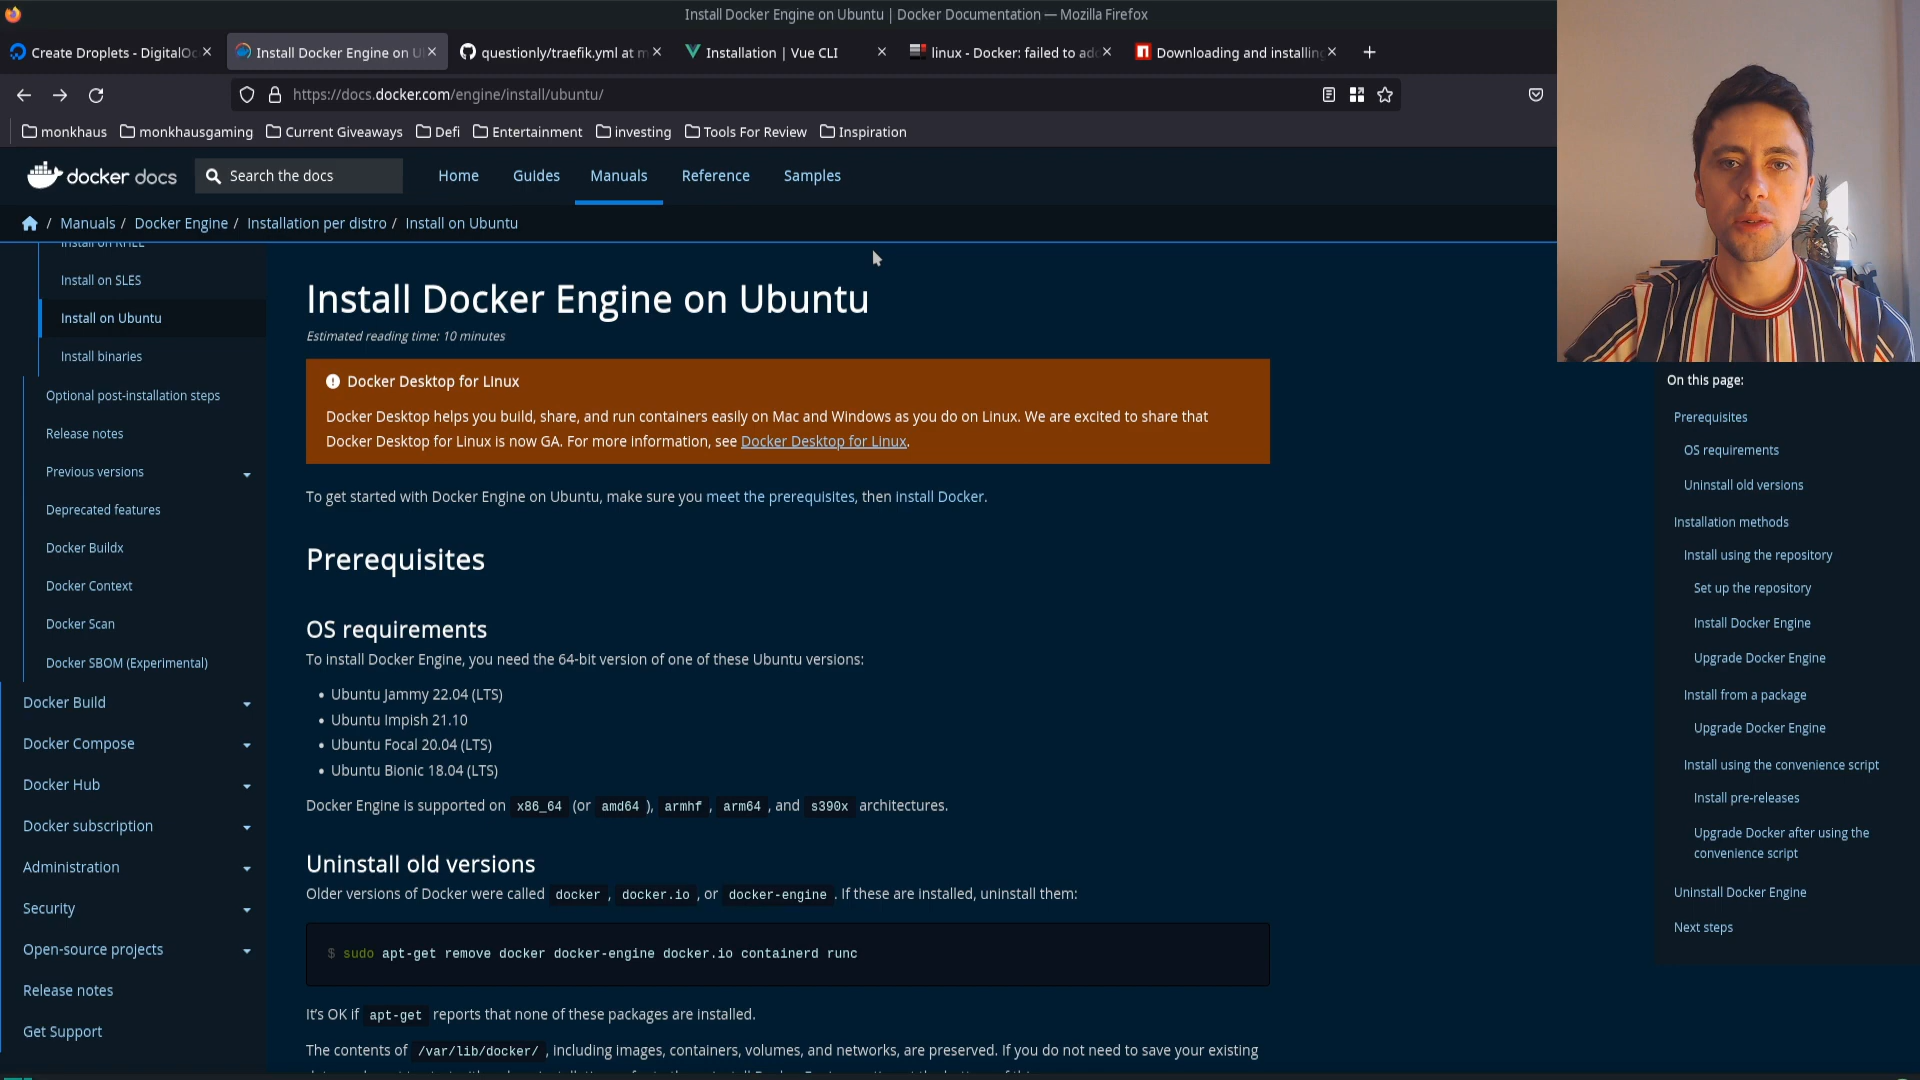 Install Docker Engine on Ubuntu | Docker Documentation — Mozilla Firefox
Create Droplets - DigitalOc
Install Docker Engine on U
questionly/traefik.yml at m
Installation | Vue CLI
linux - Docker: failed to ad
Downloading and installing
https://docs.docker.com/engine/install/ubuntu/
monkhaus
monkhausgaming
Current Giveaways
Defi
Entertainment
investing
Tools For Review
Inspiration
docker docs
Search the docs
Home
Guides
Manuals
Reference
Samples
/ Manuals / Docker Engine / Installation per distro / Install on Ubuntu
Install on RHEL
Install on SLES
Install on Ubuntu
Install binaries
Optional post-installation steps
Release notes
Previous versions
Deprecated features
Docker Buildx
Docker Context
Docker Scan
Docker SBOM (Experimental)
Docker Build
Docker Compose
Docker Hub
Docker subscription
Administration
Security
Open-source projects
Release notes
Get Support
Install Docker Engine on Ubuntu
Estimated reading time: 10 minutes
Docker Desktop for Linux
Docker Desktop helps you build, share, and run containers easily on Mac and Windows as you do on Linux. We are excited to share that
Docker Desktop for Linux is now GA. For more information, see Docker Desktop for Linux.
To get started with Docker Engine on Ubuntu, make sure you meet the prerequisites, then install Docker.
Prerequisites
OS requirements
To install Docker Engine, you need the 64-bit version of one of these Ubuntu versions:
• Ubuntu Jammy 22.04 (LTS)
• Ubuntu Impish 21.10
• Ubuntu Focal 20.04 (LTS)
• Ubuntu Bionic 18.04 (LTS)
Docker Engine is supported on x86_64 (or amd64), armhf, arm64, and s390x architectures.
Uninstall old versions
Older versions of Docker were called docker, docker.io, or docker-engine. If these are installed, uninstall them:
$ sudo apt-get remove docker docker-engine docker.io containerd runc
It's OK if apt-get reports that none of these packages are installed.
The contents of /var/lib/docker/, including images, containers, volumes, and networks, are preserved. If you do not need to save your existing
On this page:
Prerequisites
OS requirements
Uninstall old versions
Installation methods
Install using the repository
Set up the repository
Install Docker Engine
Upgrade Docker Engine
Install from a package
Upgrade Docker Engine
Install using the convenience script
Install pre-releases
Upgrade Docker after using the
convenience script
Uninstall Docker Engine
Next steps